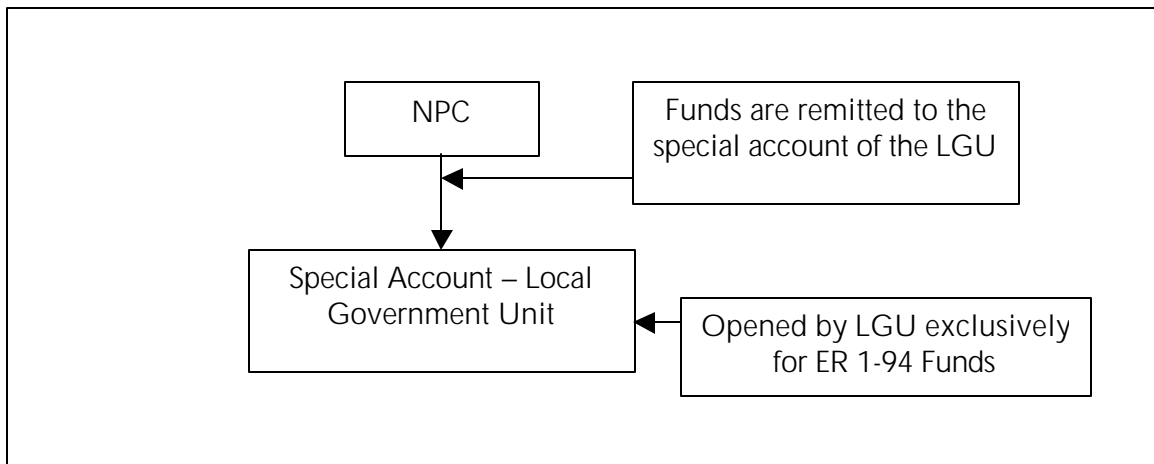 NPC
Funds are remitted to the
special account of the LGU
Special Account – Local
Government Unit
Opened by LGU exclusively
for ER 1-94 Funds